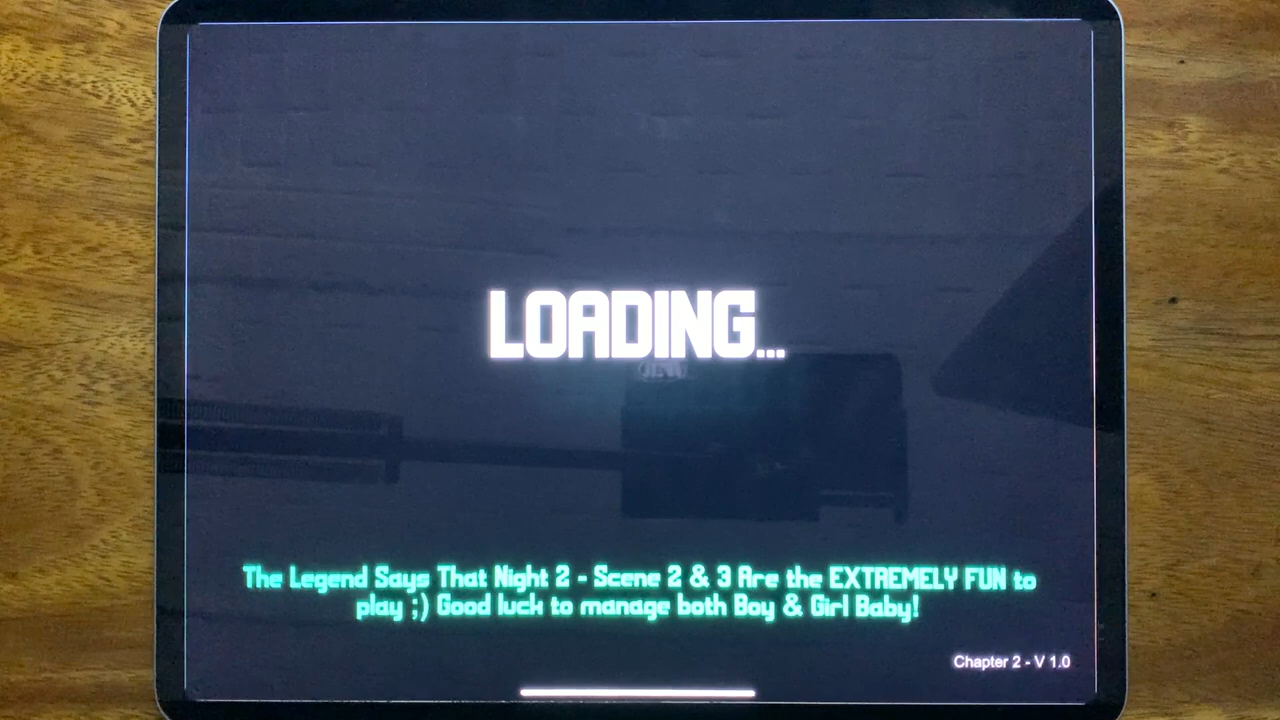 LOADING...
The Legend Says That Night 2 - Scene 2 & 3 Are the EXTREMELY FUN to
play ;) Good luck to manage both Boy & Girl Baby!
Chapter 2 - V 1.0